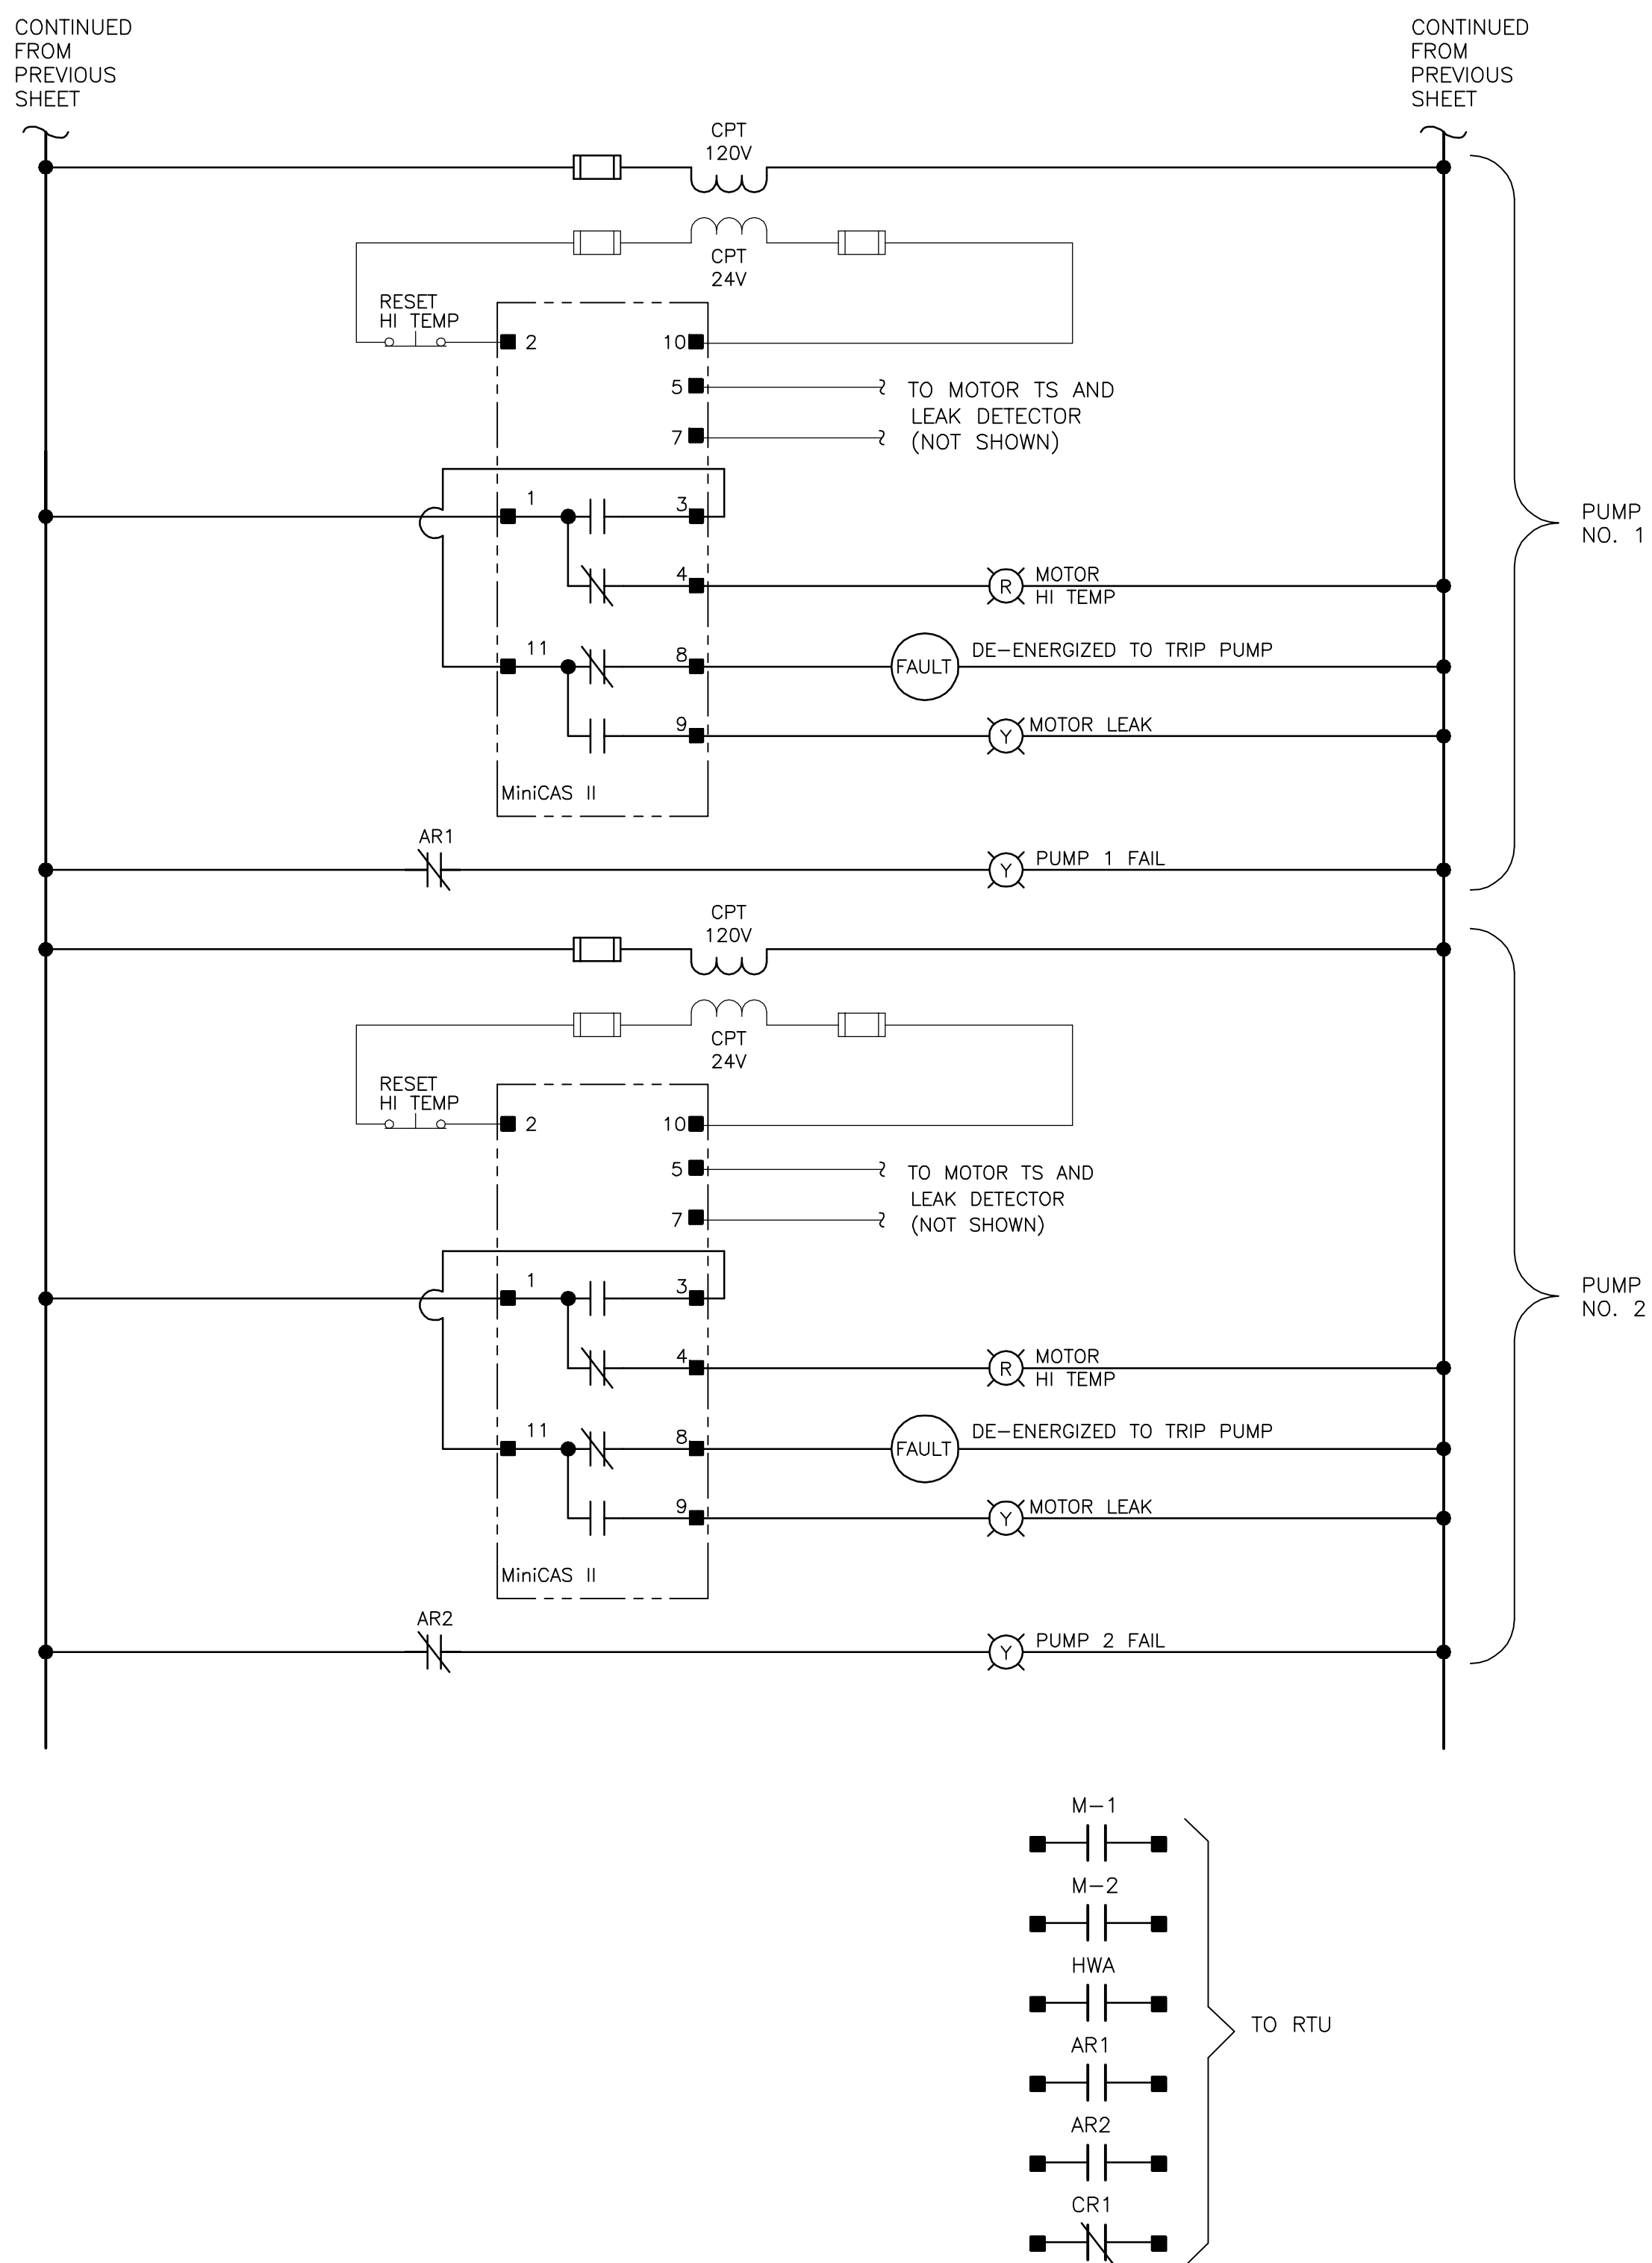 CONTINUED
FROM
PREVIOUS
SHEET
CONTINUED
FROM
PREVIOUS
SHEET
CPT
120V
CPT
24V
RESET
HI TEMP
2
10
5
TO MOTOR TS AND
LEAK DETECTOR
7
(NOT SHOWN)
1
3
PUMP
NO. 1
4
R
MOTOR
HI TEMP
11
8
FAULT
DE-ENERGIZED TO TRIP PUMP
9
Y
MOTOR LEAK
MiniCAS II
AR1
Y
PUMP 1 FAIL
CPT
120V
CPT
24V
RESET
HI TEMP
2
10
5
TO MOTOR TS AND
LEAK DETECTOR
7
(NOT SHOWN)
1
3
PUMP
NO. 2
4
R
MOTOR
HI TEMP
11
8
FAULT
DE-ENERGIZED TO TRIP PUMP
9
Y
MOTOR LEAK
MiniCAS II
AR2
Y
PUMP 2 FAIL
M-1
M-2
HWA
TO RTU
AR1
AR2
CR1